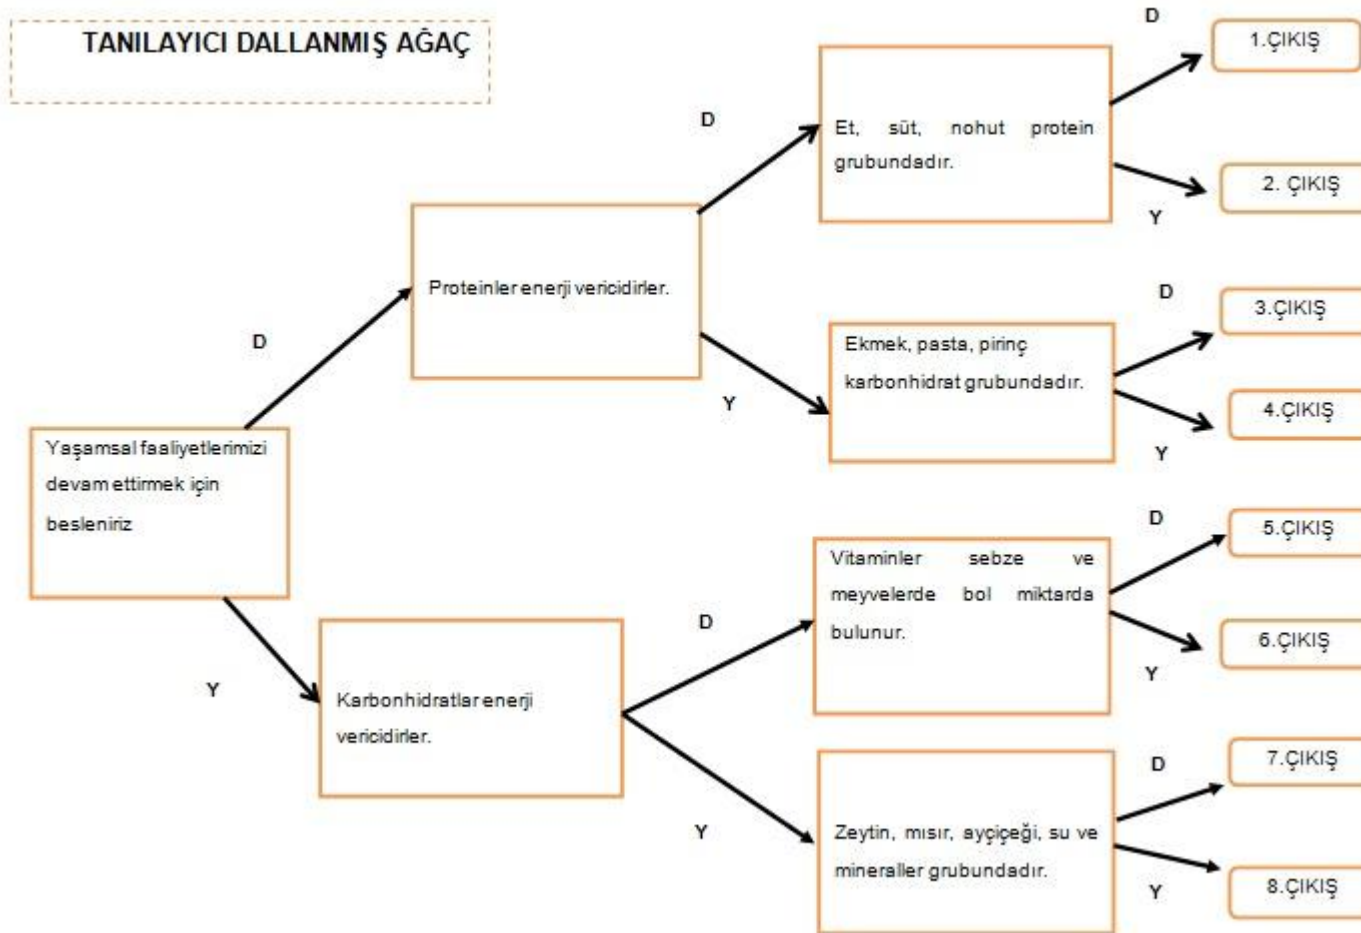 TANILAYICI DALLANMIŞ AĞAÇ
Yaşamsal faaliyetlerimizi
devam ettirmek için
besleniriz
D
Y
Proteinler enerji vericidirler.
D
Y
Karbonhidratlar enerji
vericidirler.
D
Y
Et, süt, nohut protein
grubundadır.
D
Y
1.ÇIKIŞ
2. ÇIKIŞ
Ekmek, pasta, pirinç
karbonhidrat grubundadır.
D
Y
3.ÇIKIŞ
4.ÇIKIŞ
Vitaminler sebze ve
meyvelerde bol miktarda
bulunur.
D
Y
5.ÇIKIŞ
6.ÇIKIŞ
Zeytin, mısır, ayçiçeği, su ve
mineraller grubundadır.
D
Y
7.ÇIKIŞ
8.ÇIKIŞ